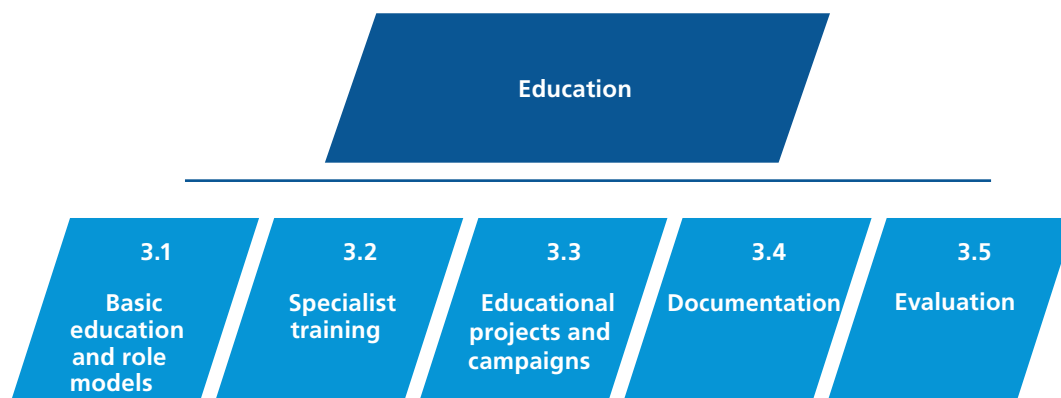 Education
3.1
Basic
education
and role
models
3.2
Specialist
training
3.3
Educational
projects and
campaigns
3.4
Documentation
3.5
Evaluation